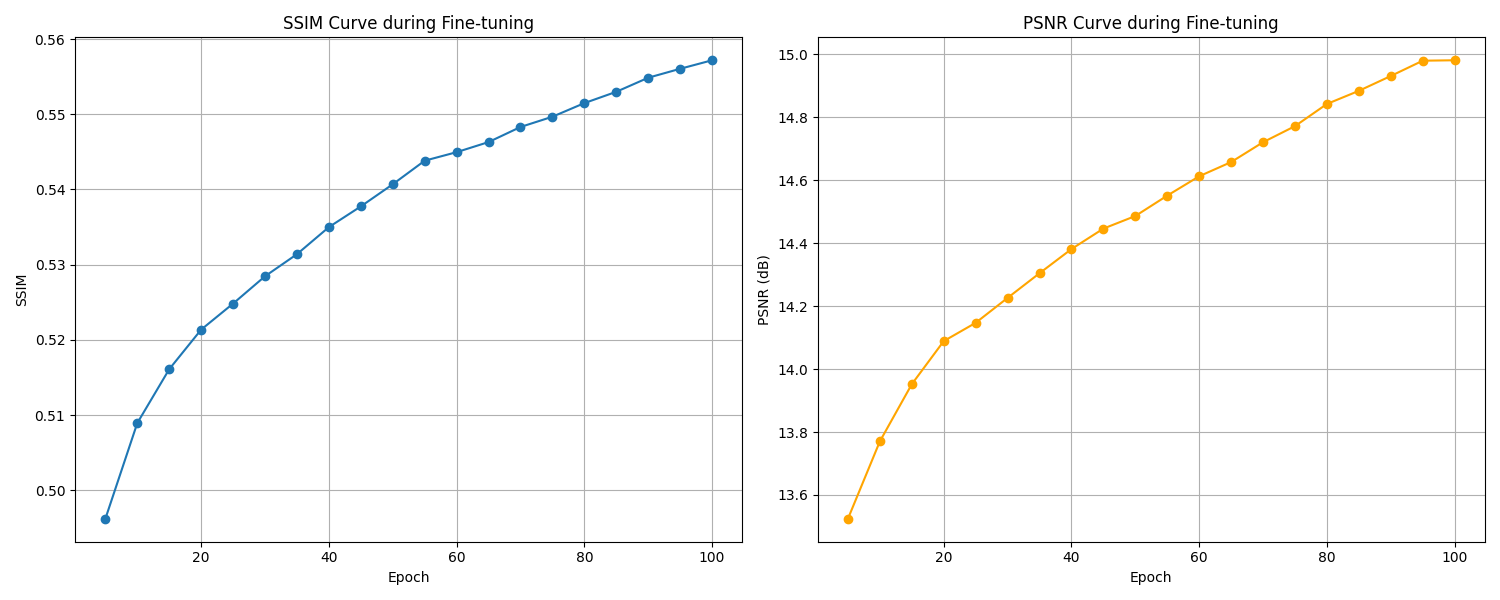 SSIM Curve during Fine-tuning
0.56
0.55
0.54
0.53
0.52
0.51
0.50
SSIM
20 40 60 80 100
Epoch
PSNR Curve during Fine-tuning
15.0
14.8
14.6
14.4
14.2
14.0
13.8
13.6
PSNR (dB)
20 40 60 80 100
Epoch